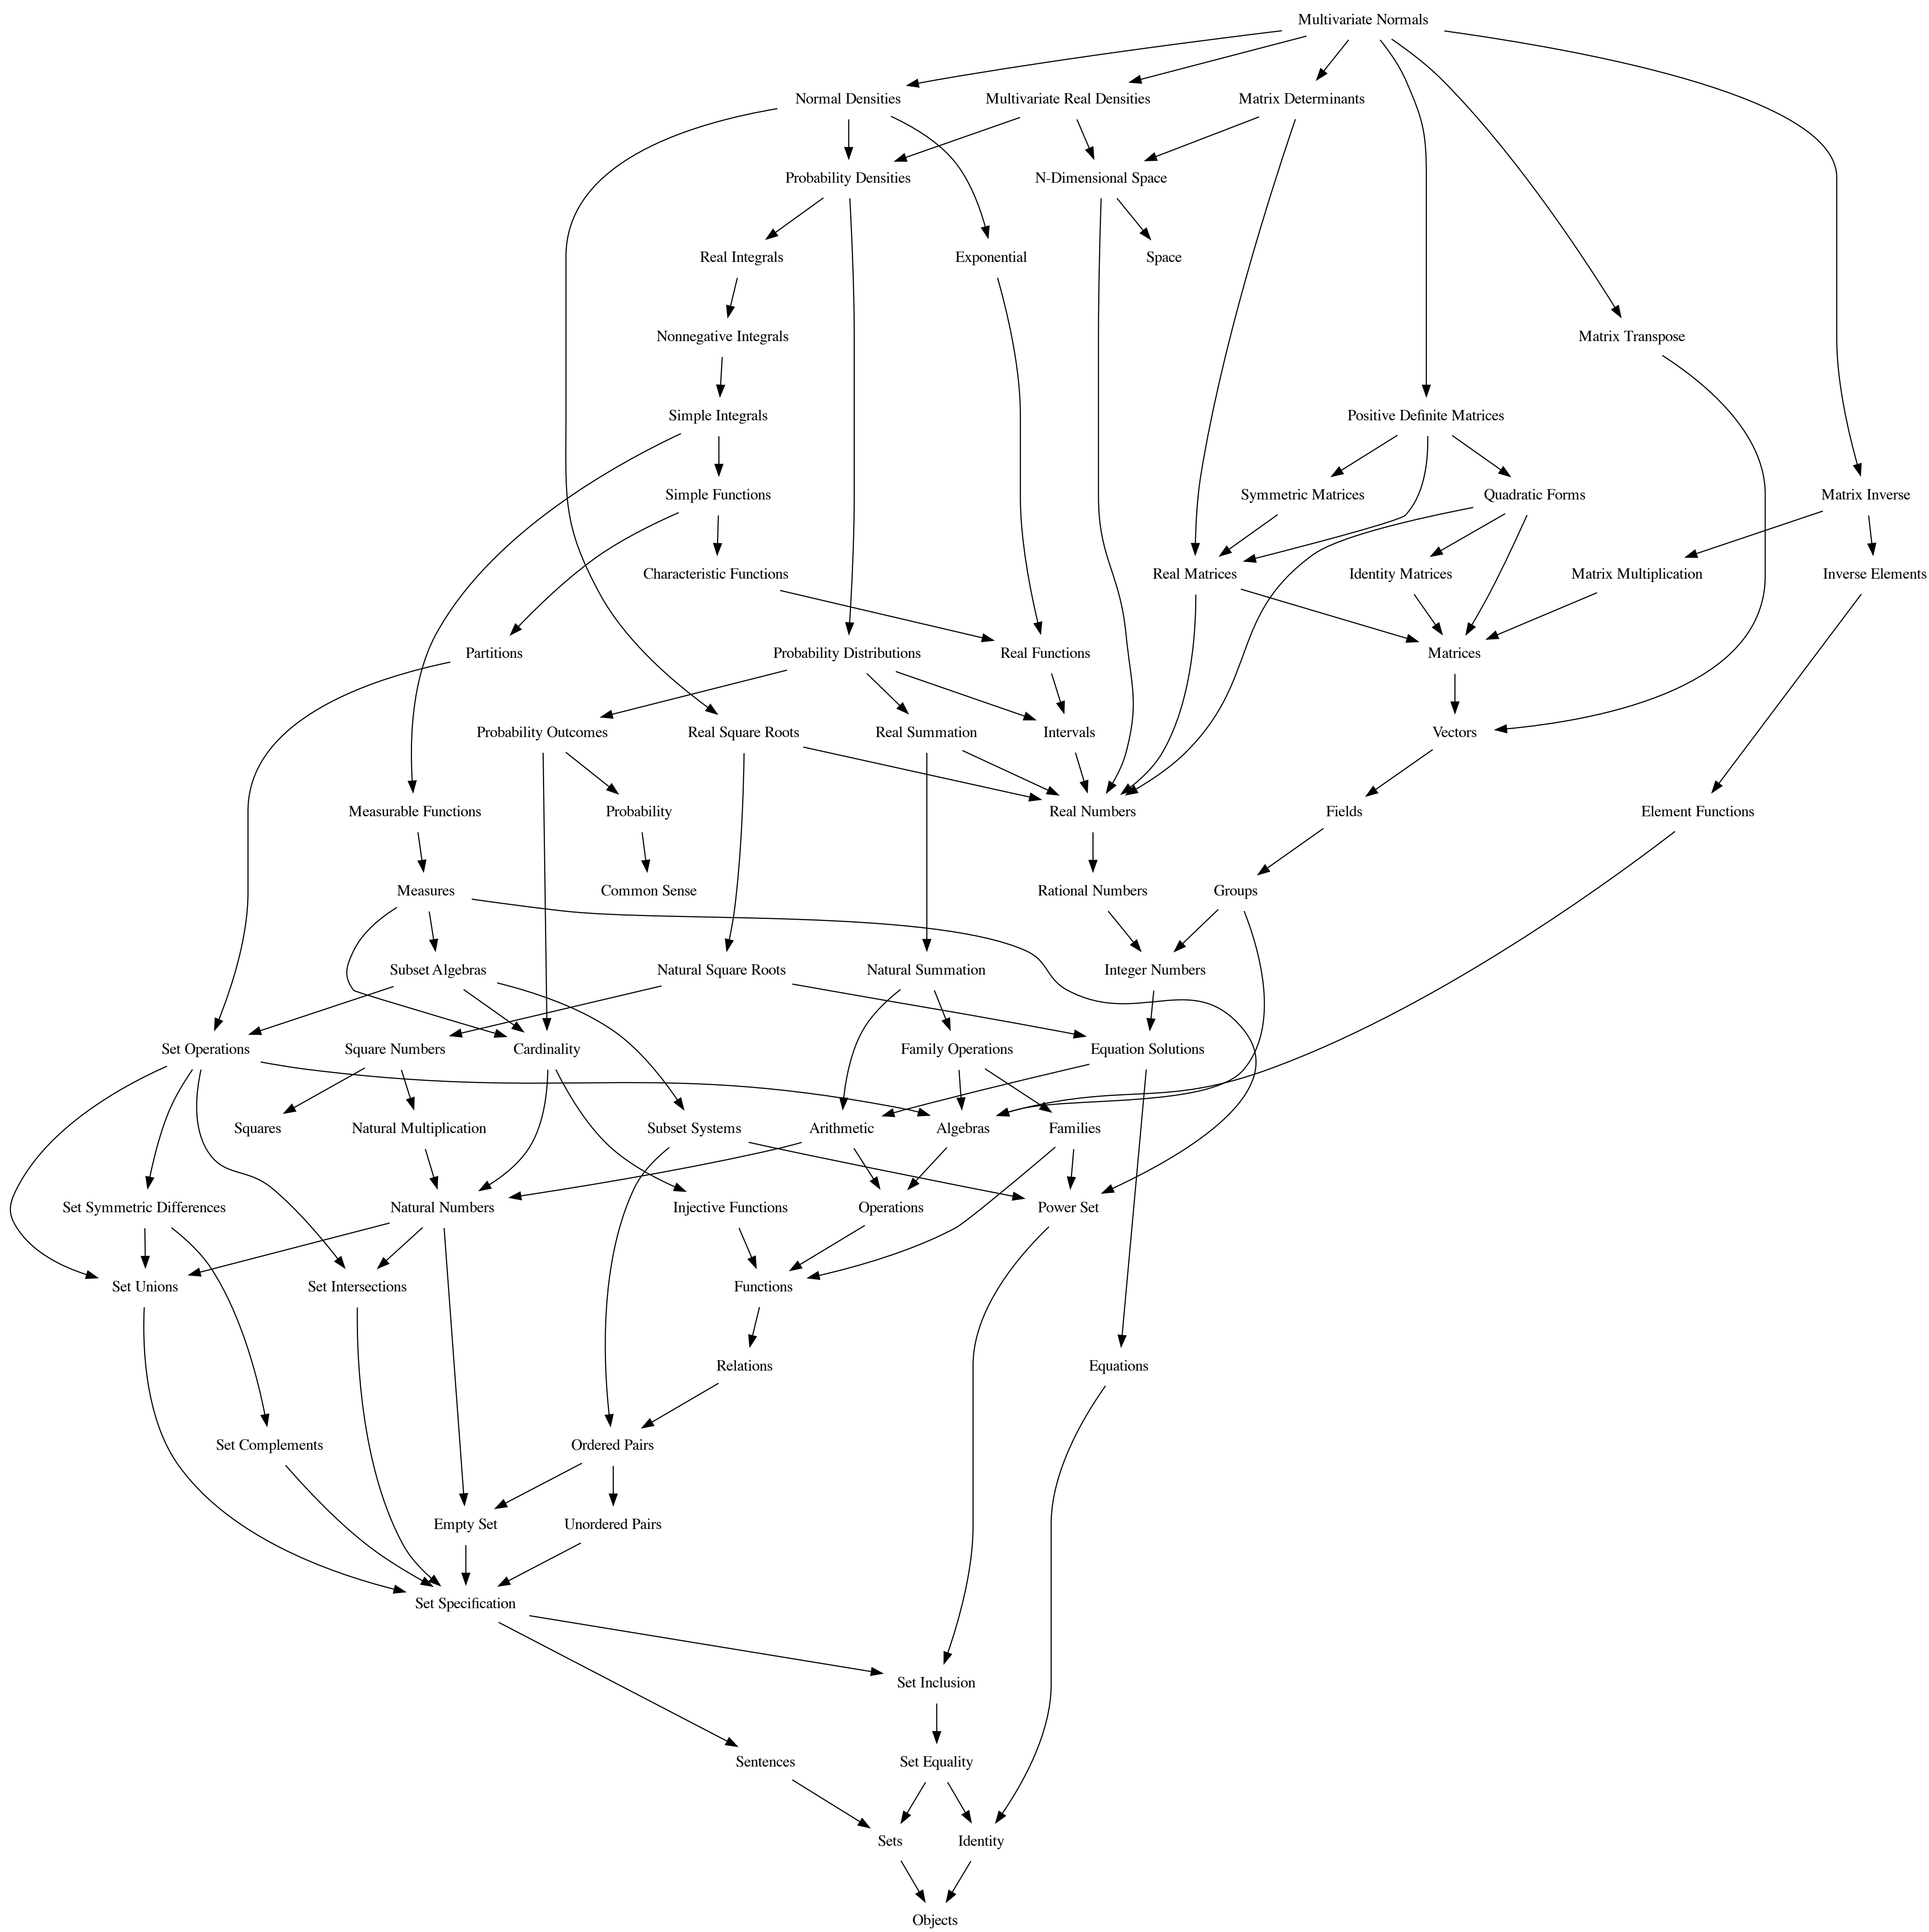 Multivariate Normals
Normal Densities
Multivariate Real Densities
Matrix Determinants
Probability Densities
N-Dimensional Space
Real Integrals
Exponential
Space
Nonnegative Integrals
Matrix Transpose
Simple Integrals
Positive Definite Matrices
Simple Functions
Symmetric Matrices
Quadratic Forms
Matrix Inverse
Characteristic Functions
Real Matrices
Identity Matrices
Matrix Multiplication
Inverse Elements
Partitions
Probability Distributions
Real Functions
Matrices
Probability Outcomes
Real Square Roots
Real Summation
Intervals
Vectors
Measurable Functions
Probability
Real Numbers
Fields
Element Functions
Measures
Common Sense
Rational Numbers
Groups
Subset Algebras
Natural Square Roots
Natural Summation
Integer Numbers
Set Operations
Square Numbers
Cardinality
Family Operations
Equation Solutions
Squares
Natural Multiplication
Subset Systems
Arithmetic
Algebras
Families
Set Symmetric Differences
Natural Numbers
Injective Functions
Operations
Power Set
Set Unions
Set Intersections
Functions
Relations
Equations
Set Complements
Ordered Pairs
Empty Set
Unordered Pairs
Set Specification
Set Inclusion
Sentences
Set Equality
Sets
Identity
Objects